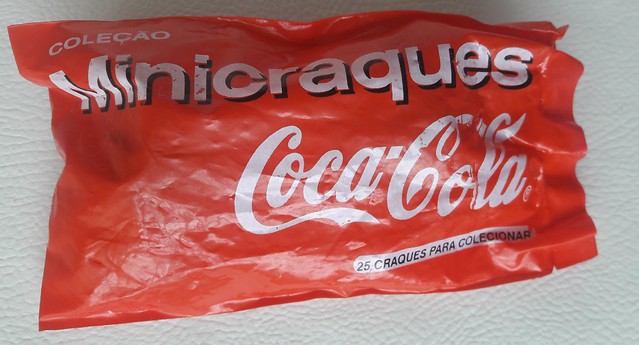 COLEÇÃO
Minicraques
Coca-Cola®
25 CRAQUES PARA COLECIONAR